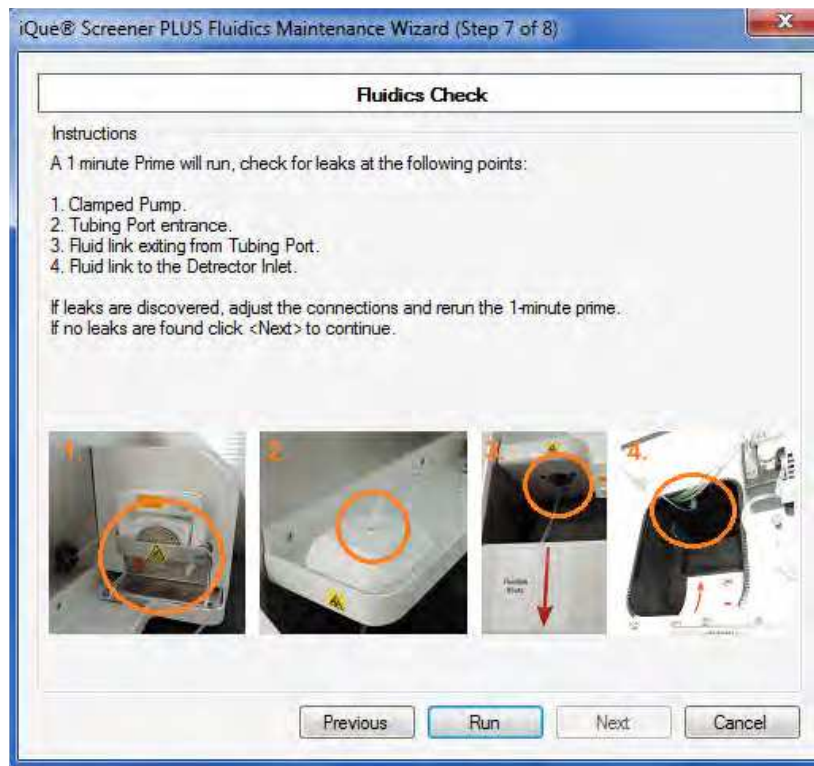 iQue® Screener PLUS Fluidics Maintenance Wizard (Step 7 of 8)
Fluidics Check
Instructions
A 1 minute Prime will run, check for leaks at the following points:
1. Clamped Pump.
2. Tubing Port entrance.
3. Fluid link exiting from Tubing Port.
4. Fluid link to the Detrector Inlet.
If leaks are discovered, adjust the connections and rerun the 1-minute prime.
If no leaks are found click <Next> to continue.
1. 2. 3. 4.
Previous Run Next Cancel